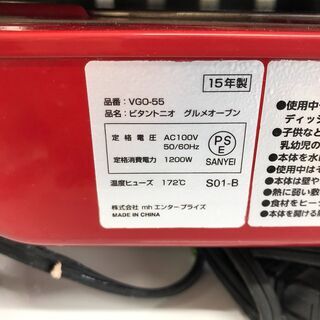 15年製
品番：VGO-55
品名：ビタントニオ グルメオーブン
定格電圧 AC100V
50/60Hz
定格消費電力 1200W
PS
E
SANYEI
温度ヒューズ 172℃ S01-B
株式会社 mhエンタープライズ
MADE IN CHINA
●使用中
ディッシ
●子供など
乳幼児の
●本体を水
●使用中は
●本体は壁や
●熱に弱い敷
●食材をヒー
●本体を開ける